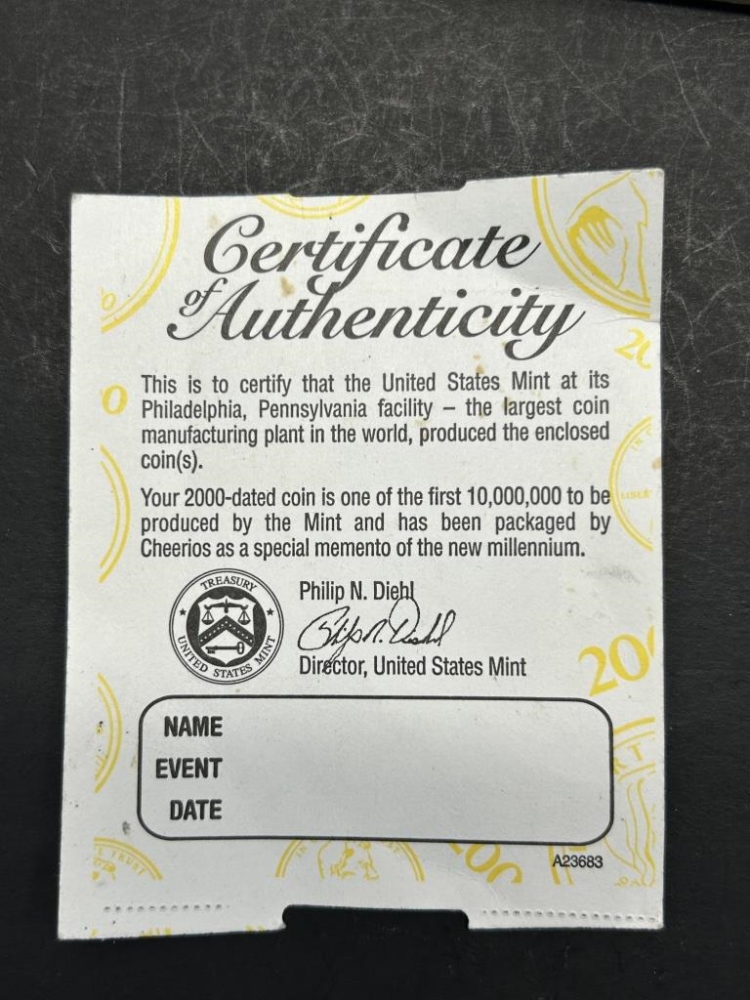 Certificate
of Authenticity
This is to certify that the United States Mint at its
Philadelphia, Pennsylvania facility – the largest coin
manufacturing plant in the world, produced the enclosed
coin(s).
Your 2000-dated coin is one of the first 10,000,000 to be
produced by the Mint and has been packaged by
Cheerios as a special memento of the new millennium.
TREASURY
UNITED STATES MINT
Philip N. Diehl
Philip N. Diehl
Director, United States Mint
NAME
EVENT
DATE
A23683